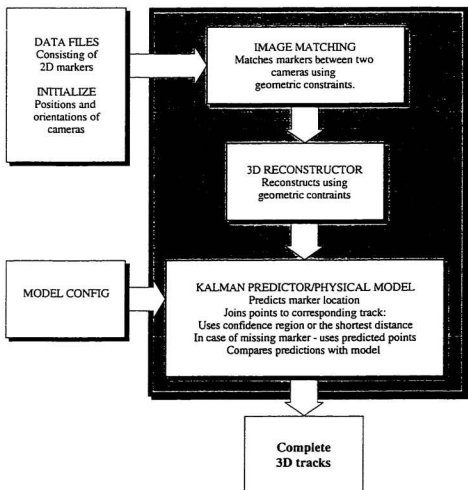 DATA FILES
Consisting of
2D markers
INITIALIZE
Positions and
orientations of
cameras
IMAGE MATCHING
Matches markers between two
cameras using
geometric constraints.
3D RECONSTRUCTOR
Reconstructs using
geometric contraints
MODEL CONFIG
KALMAN PREDICTOR/PHYSICAL MODEL
Predicts marker location
Joins points to corresponding track:
Uses confidence region or the shortest distance
In case of missing marker - uses predicted points
Compares predictions with model
Complete
3D tracks